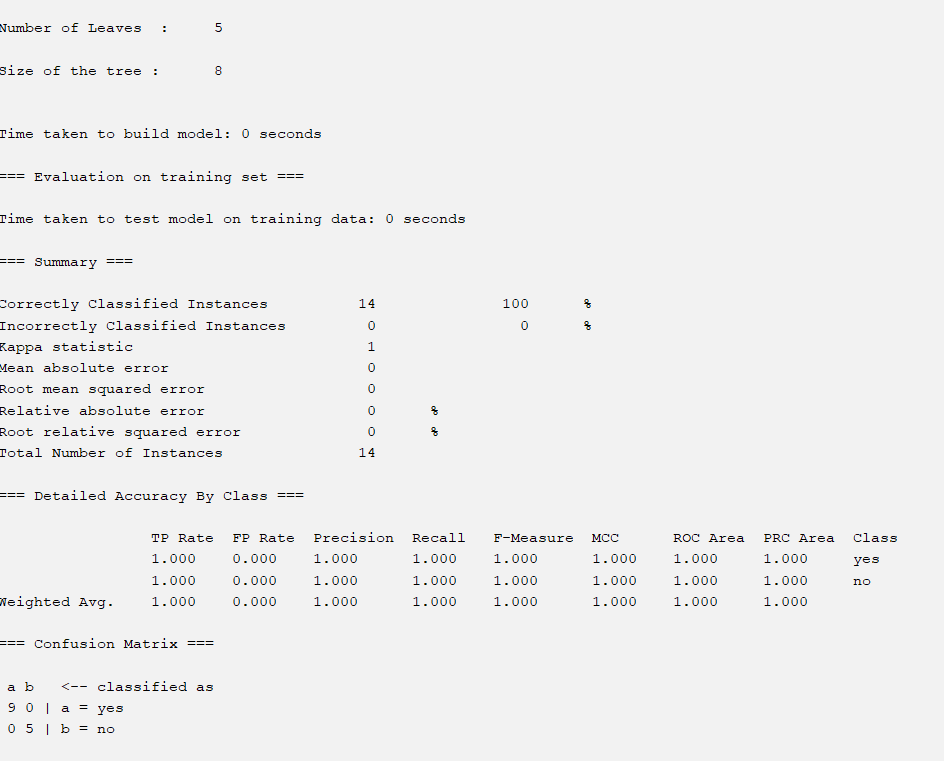 Number of Leaves  :     5
Size of the tree :      8
Time taken to build model: 0 seconds
=== Evaluation on training set ===
Time taken to test model on training data: 0 seconds
=== Summary ===
Correctly Classified Instances          14              100      %
Incorrectly Classified Instances         0                0      %
Kappa statistic                          1
Mean absolute error                      0
Root mean squared error                  0
Relative absolute error                  0      %
Root relative squared error              0      %
Total Number of Instances               14
=== Detailed Accuracy By Class ===
TP Rate  FP Rate  Precision  Recall   F-Measure  MCC      ROC Area  PRC Area  Class
1.000    0.000    1.000      1.000    1.000      1.000    1.000     1.000     yes
1.000    0.000    1.000      1.000    1.000      1.000    1.000     1.000     no
Weighted Avg.    1.000    0.000    1.000      1.000    1.000      1.000    1.000     1.000
=== Confusion Matrix ===
a b   <-- classified as
9 0 | a = yes
0 5 | b = no